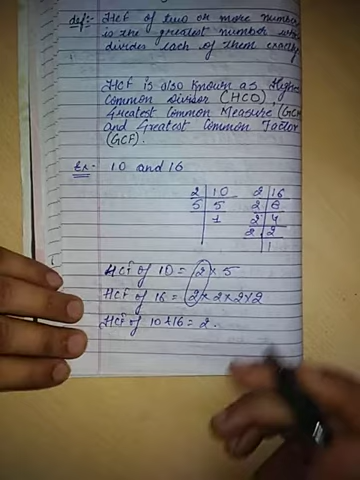 def:- HCF of two or more number
is the greatest number who
divides each of them exactly
HCF is also known as Highe
Common Divisor (HCD),
Greatest Common Measure (GCM
and Greatest Common Factor
(GCF).
Ex:- 10 and 16
2 | 10 2 | 16
5 | 5 2 | 8
1 2 | 4
2 | 2
1
HCF of 10 = 2 × 5
HCF of 16 = 2 × 2 × 2 × 2
HCF of 10 & 16 = 2.